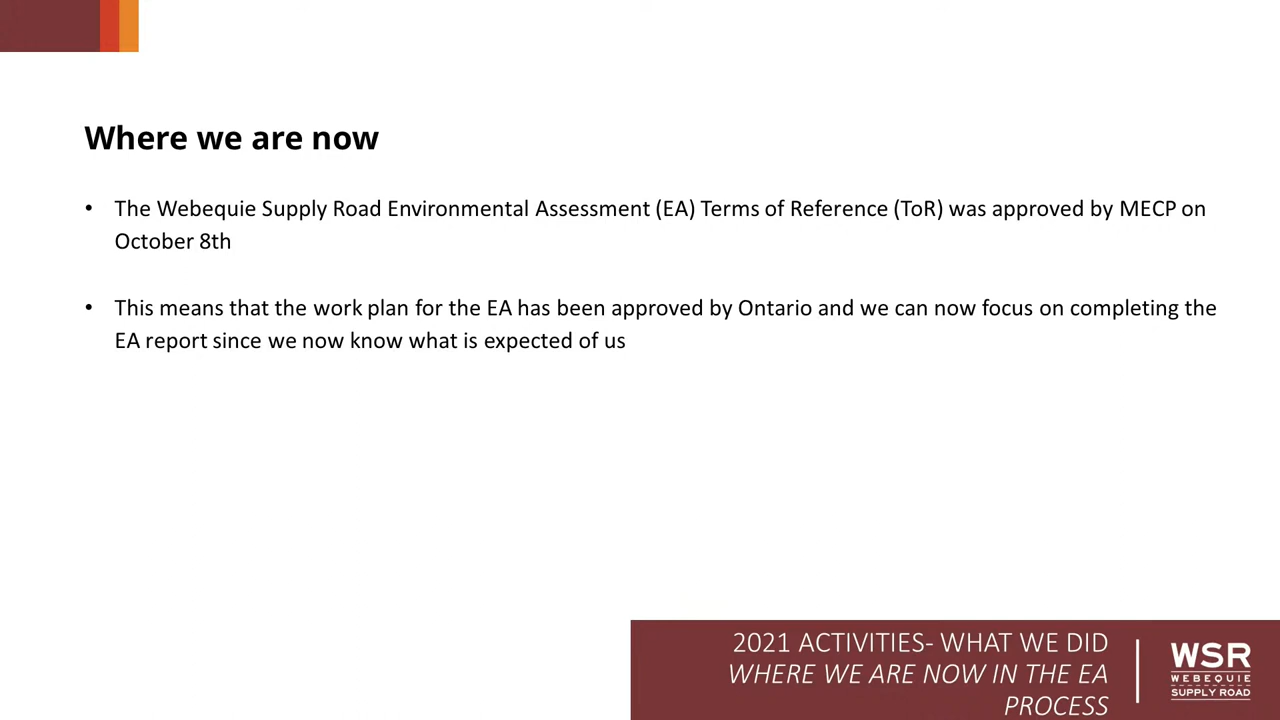 Where we are now
• The Webequie Supply Road Environmental Assessment (EA) Terms of Reference (ToR) was approved by MECP on
October 8th
• This means that the work plan for the EA has been approved by Ontario and we can now focus on completing the
EA report since we now know what is expected of us
2021 ACTIVITIES- WHAT WE DID
WHERE WE ARE NOW IN THE EA
PROCESS
WSR
WEBEQUIE
SUPPLY ROAD